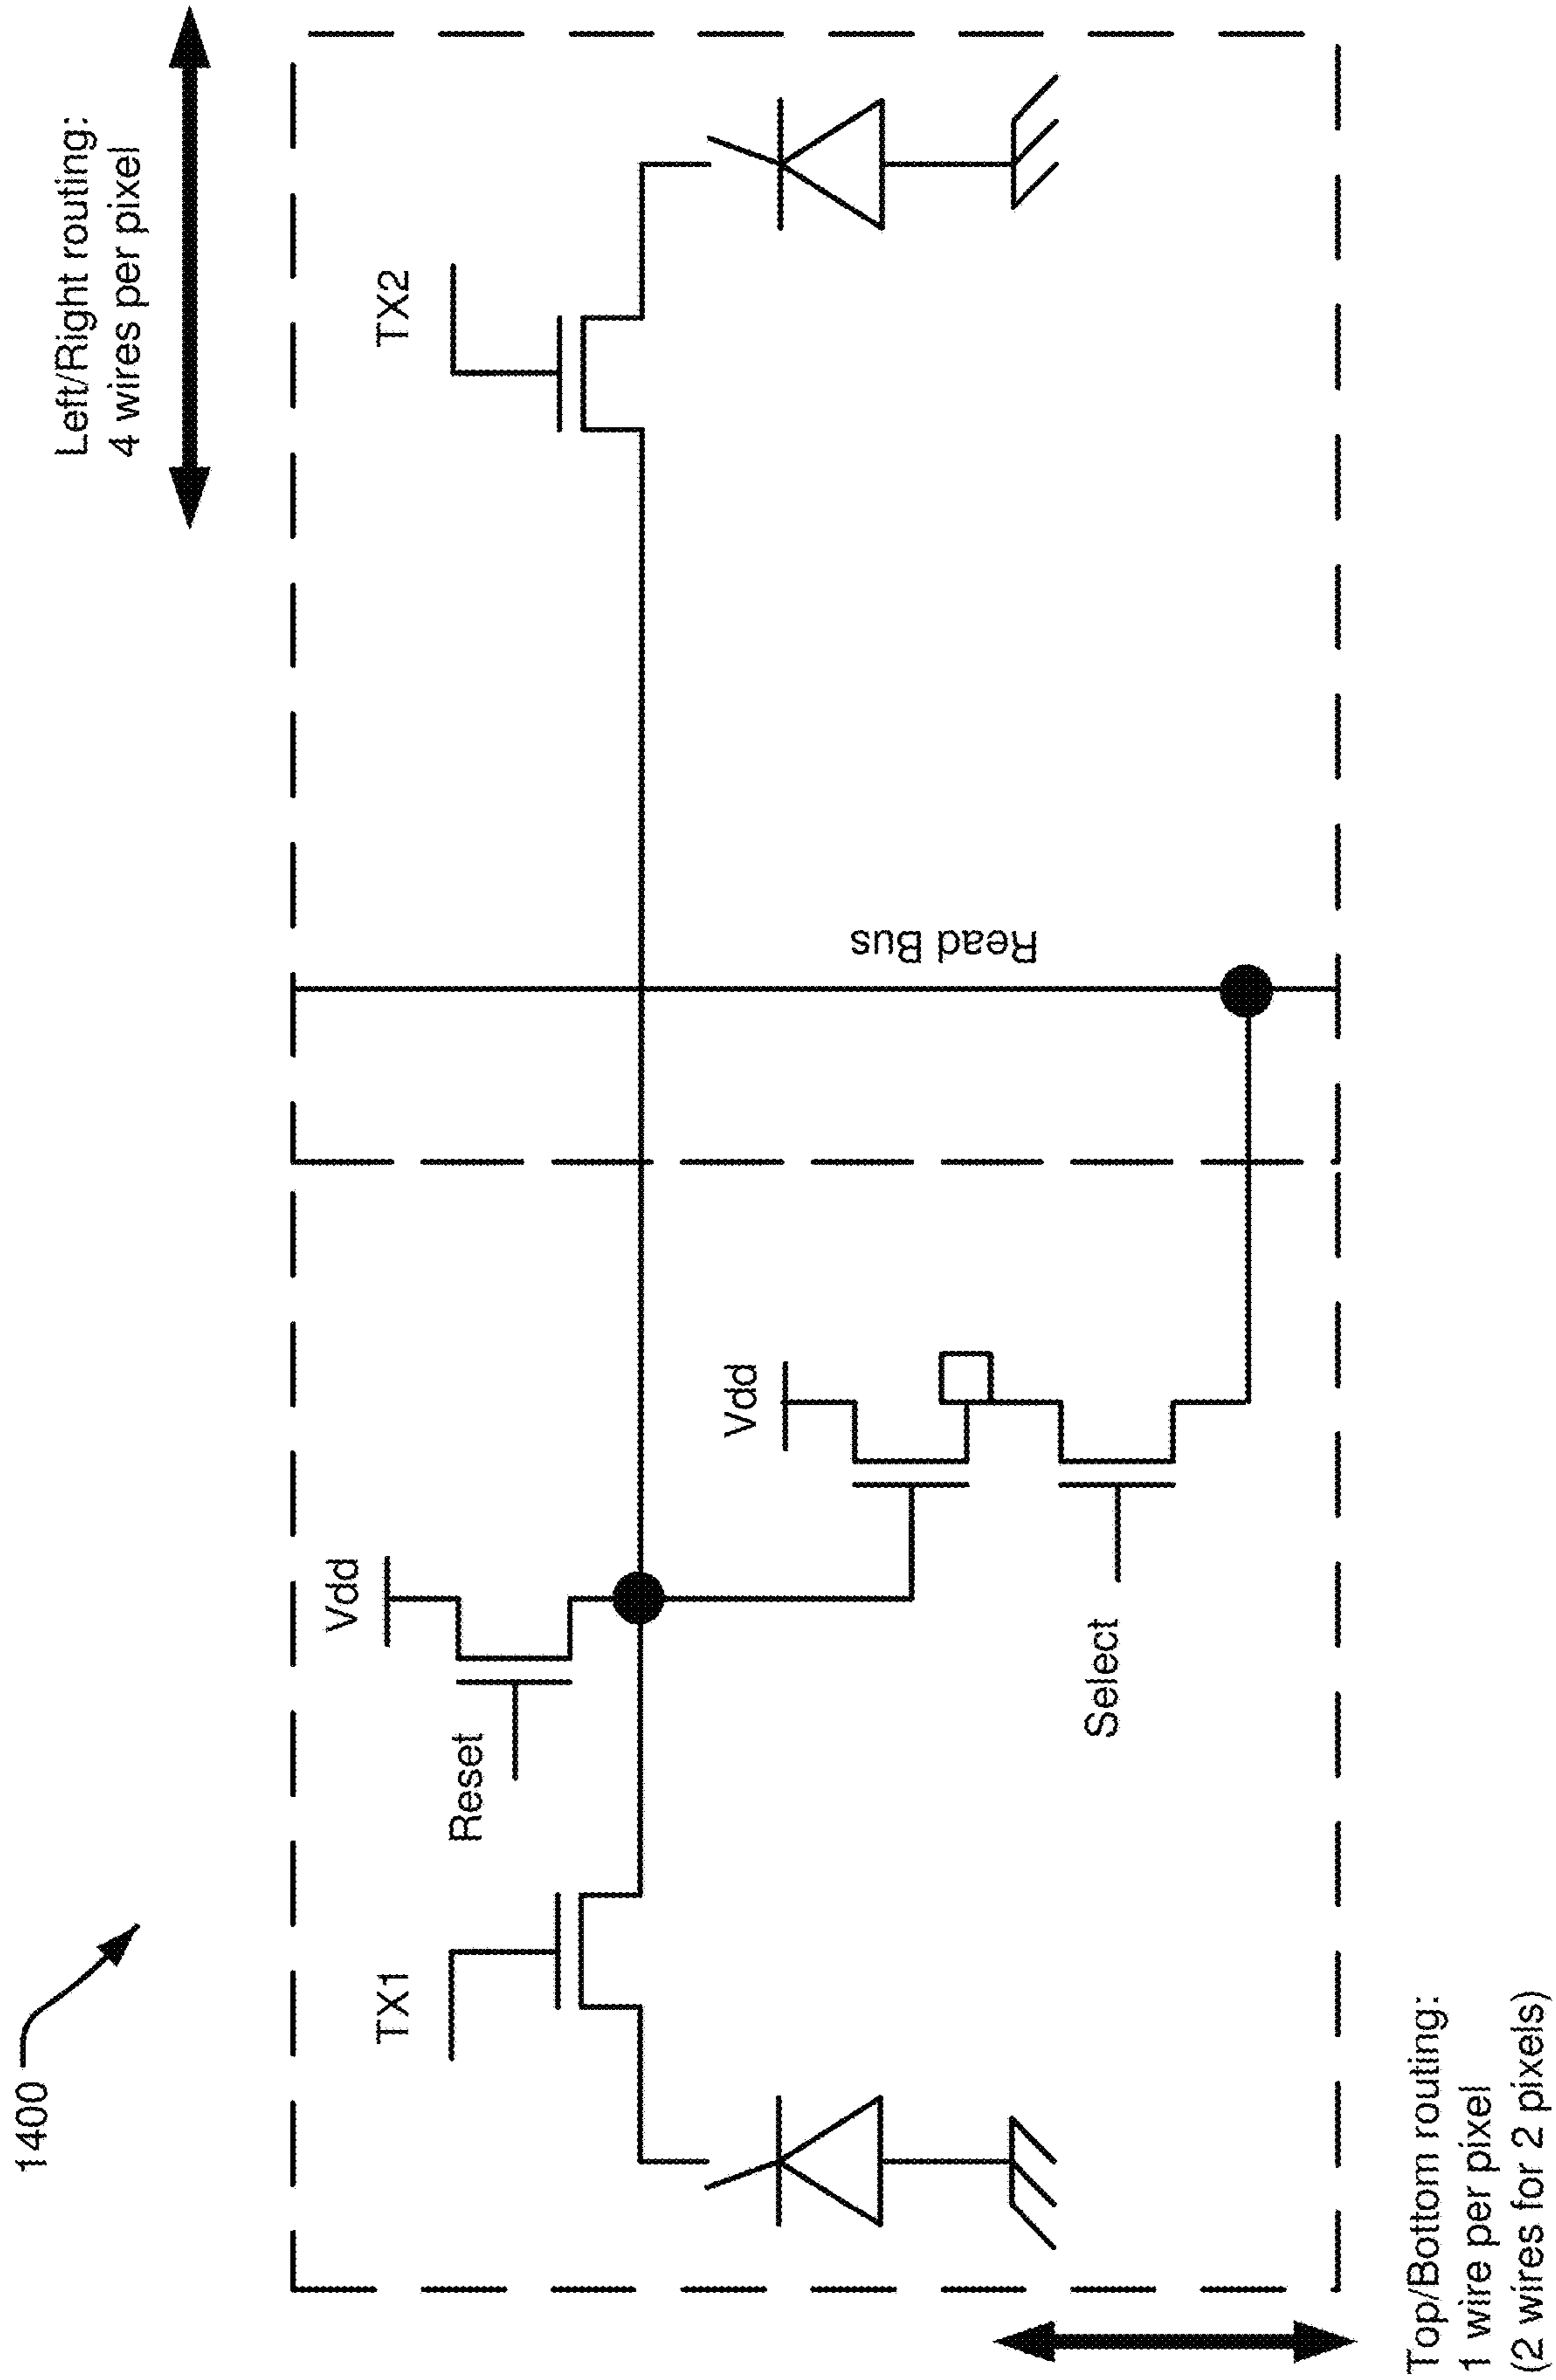 1400
Left/Right routing:
4 wires per pixel
TX1
Reset
Vdd
TX2
Vdd
Select
Read Bus
Top/Bottom routing:
1 wire per pixel
(2 wires for 2 pixels)